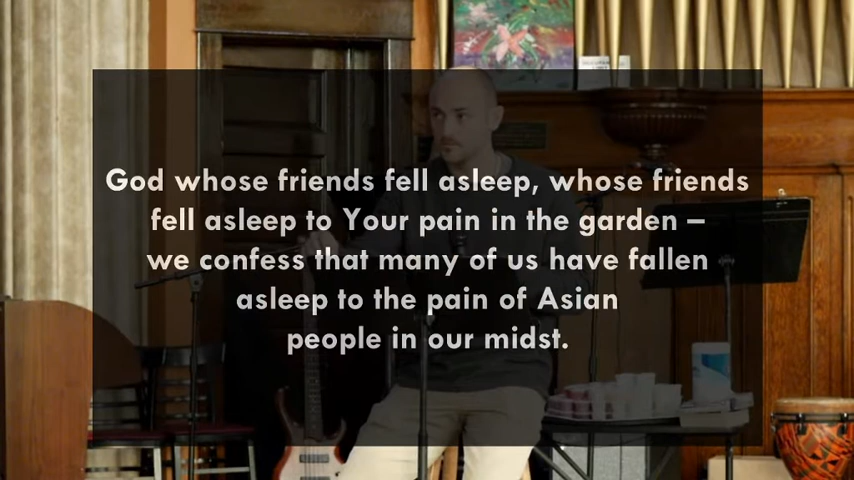 God whose friends fell asleep, whose friends
fell asleep to Your pain in the garden –
we confess that many of us have fallen
asleep to the pain of Asian
people in our midst.